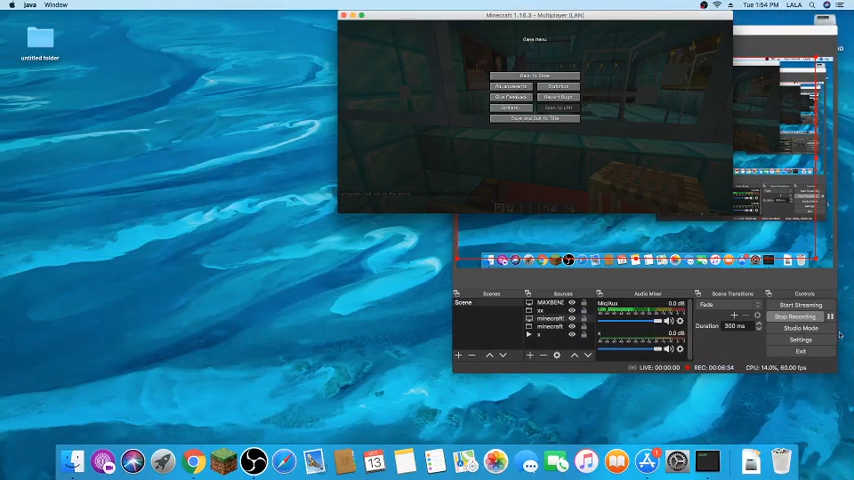 java Window
Tue 1:54 PM LALA
untitled folder
Minecraft 1.16.3 - Multiplayer (LAN)
Game Menu
Back to Game
Advancements Statistics
Give Feedback Report Bugs
Options... Open to LAN
Save and Quit to Title
Scenes Sources Audio Mixer Scene Transitions Controls
Scene
MAXBEN
xx
minecraft
minecraft
x
Mic/Aux 0.0 dB
x 0.0 dB
Fade
Duration 300 ms
Start Streaming
Stop Recording
Studio Mode
Settings
Exit
LIVE: 00:00:00 REC: 00:06:34 CPU: 14.0%, 60.00 fps
OCT
13
1